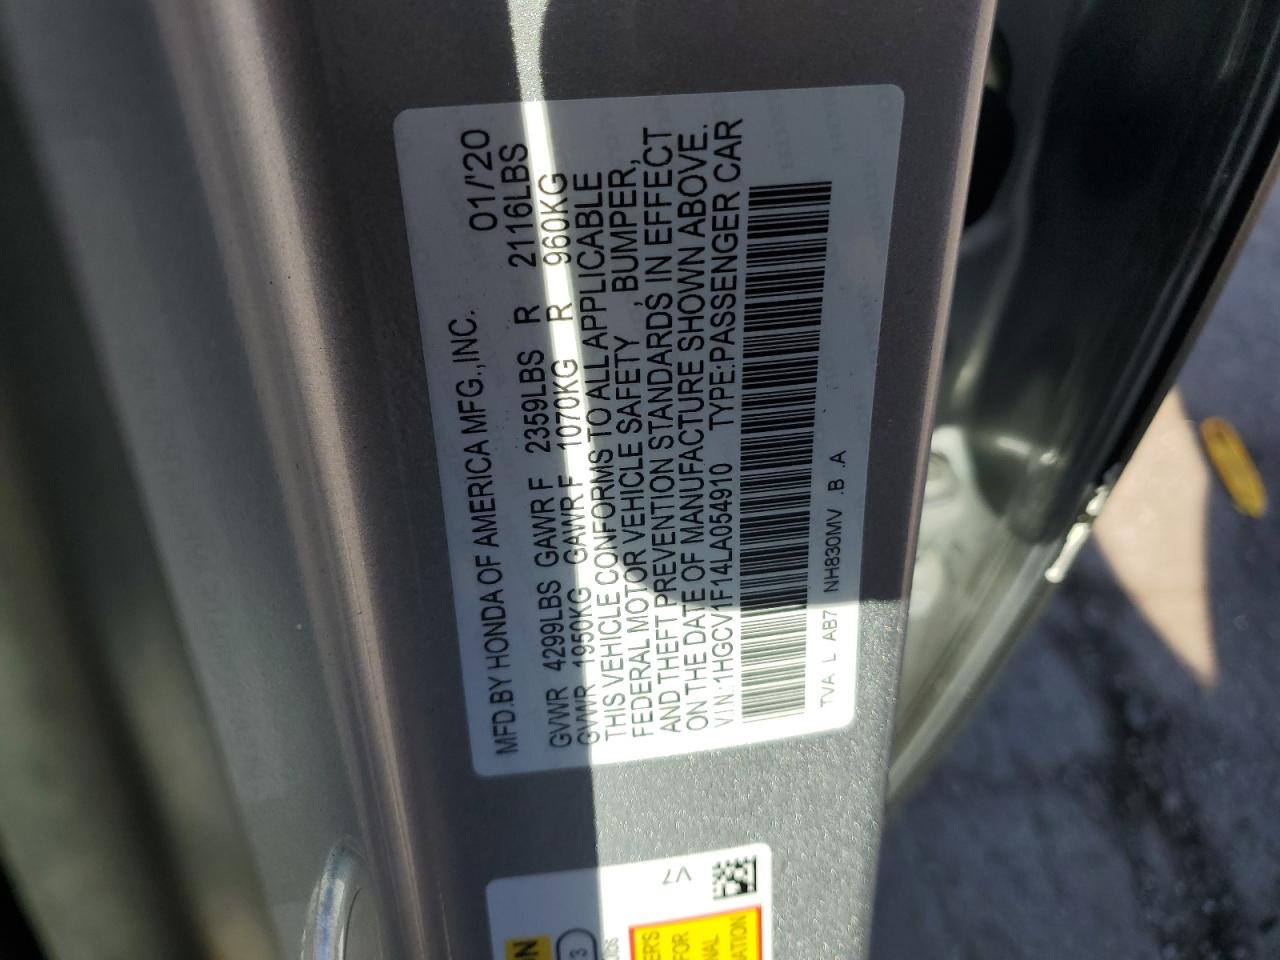 MFD.BY HONDA OF AMERICA MFG.,INC. 01/'20
GVWR 4299LBS GAWR F 2359LBS R 2116LBS
GVWR 1950KG GAWR F 1070KG R 960KG
THIS VEHICLE CONFORMS TO ALL APPLICABLE
FEDERAL MOTOR VEHICLE SAFETY , BUMPER,
AND THEFT PREVENTION STANDARDS IN EFFECT
ON THE DATE OF MANUFACTURE SHOWN ABOVE.
V.I.N.:1HGCV1F14LA054910 TYPE:PASSENGER CAR
TVA L AB7 NH830MV .B .A
V7
3